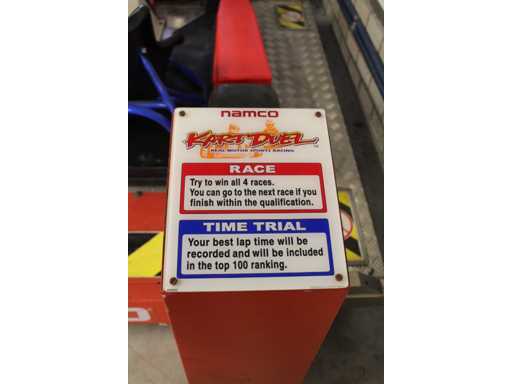 namco
KART DUEL
REAL MOTOR SPORTS RACING
RACE
Try to win all 4 races.
You can go to the next race if you
finish within the qualification.
TIME TRIAL
Your best lap time will be
recorded and will be included
in the top 100 ranking.